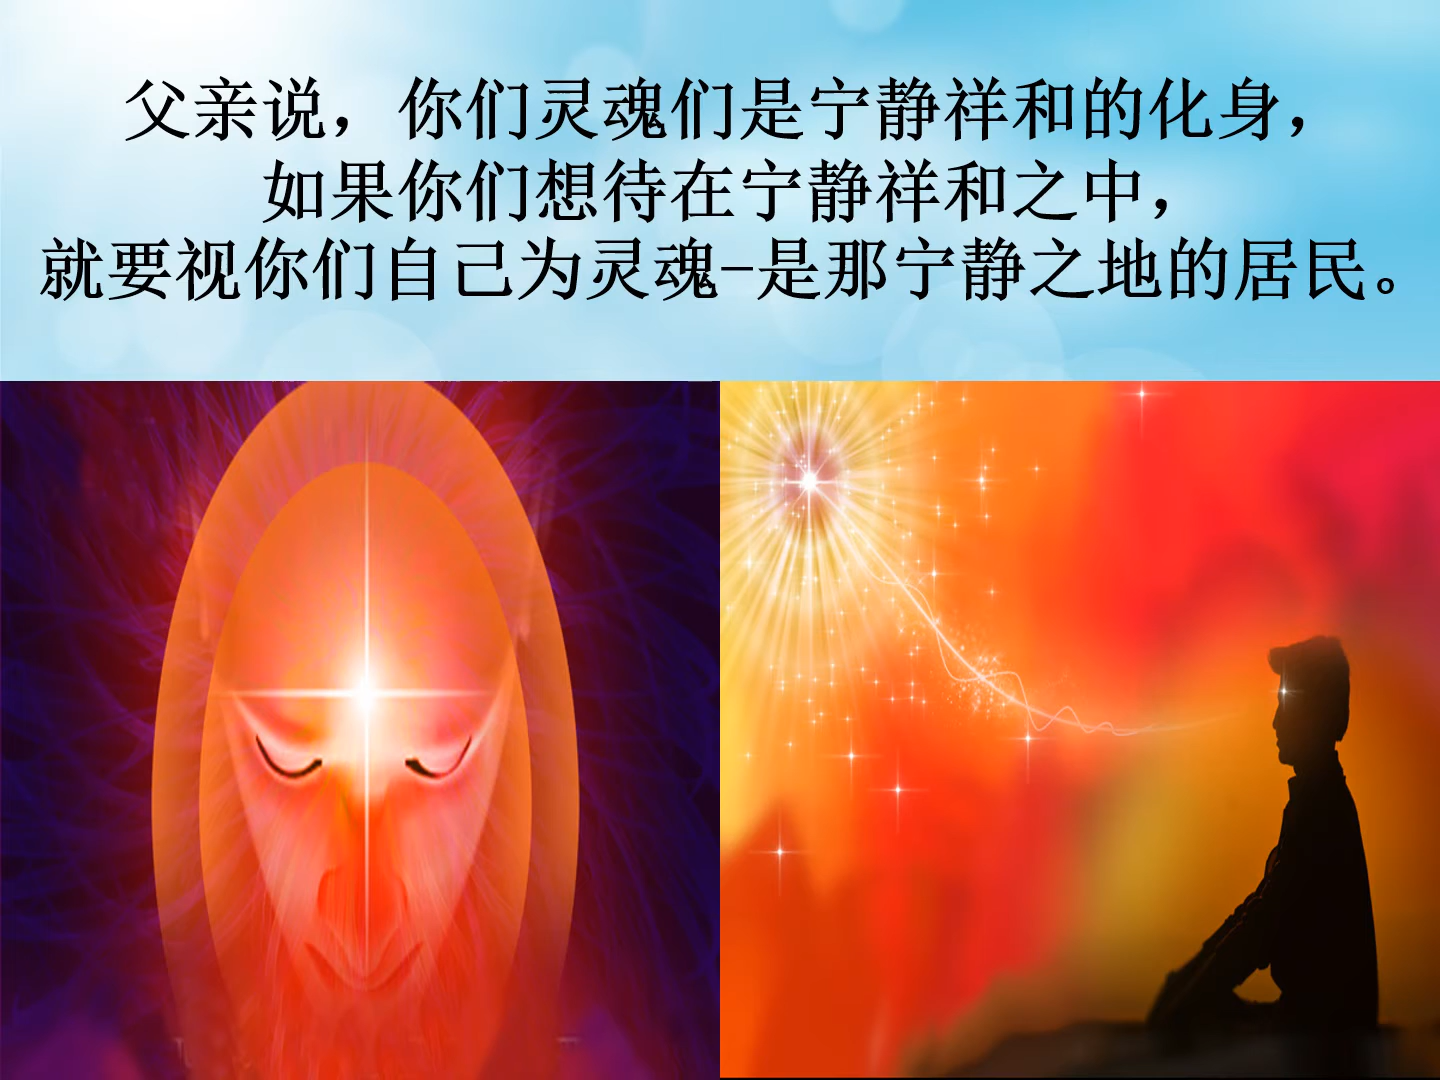 父亲说，你们灵魂们是宁静祥和的化身，
如果你们想待在宁静祥和之中，
就要视你们自己为灵魂-是那宁静之地的居民。